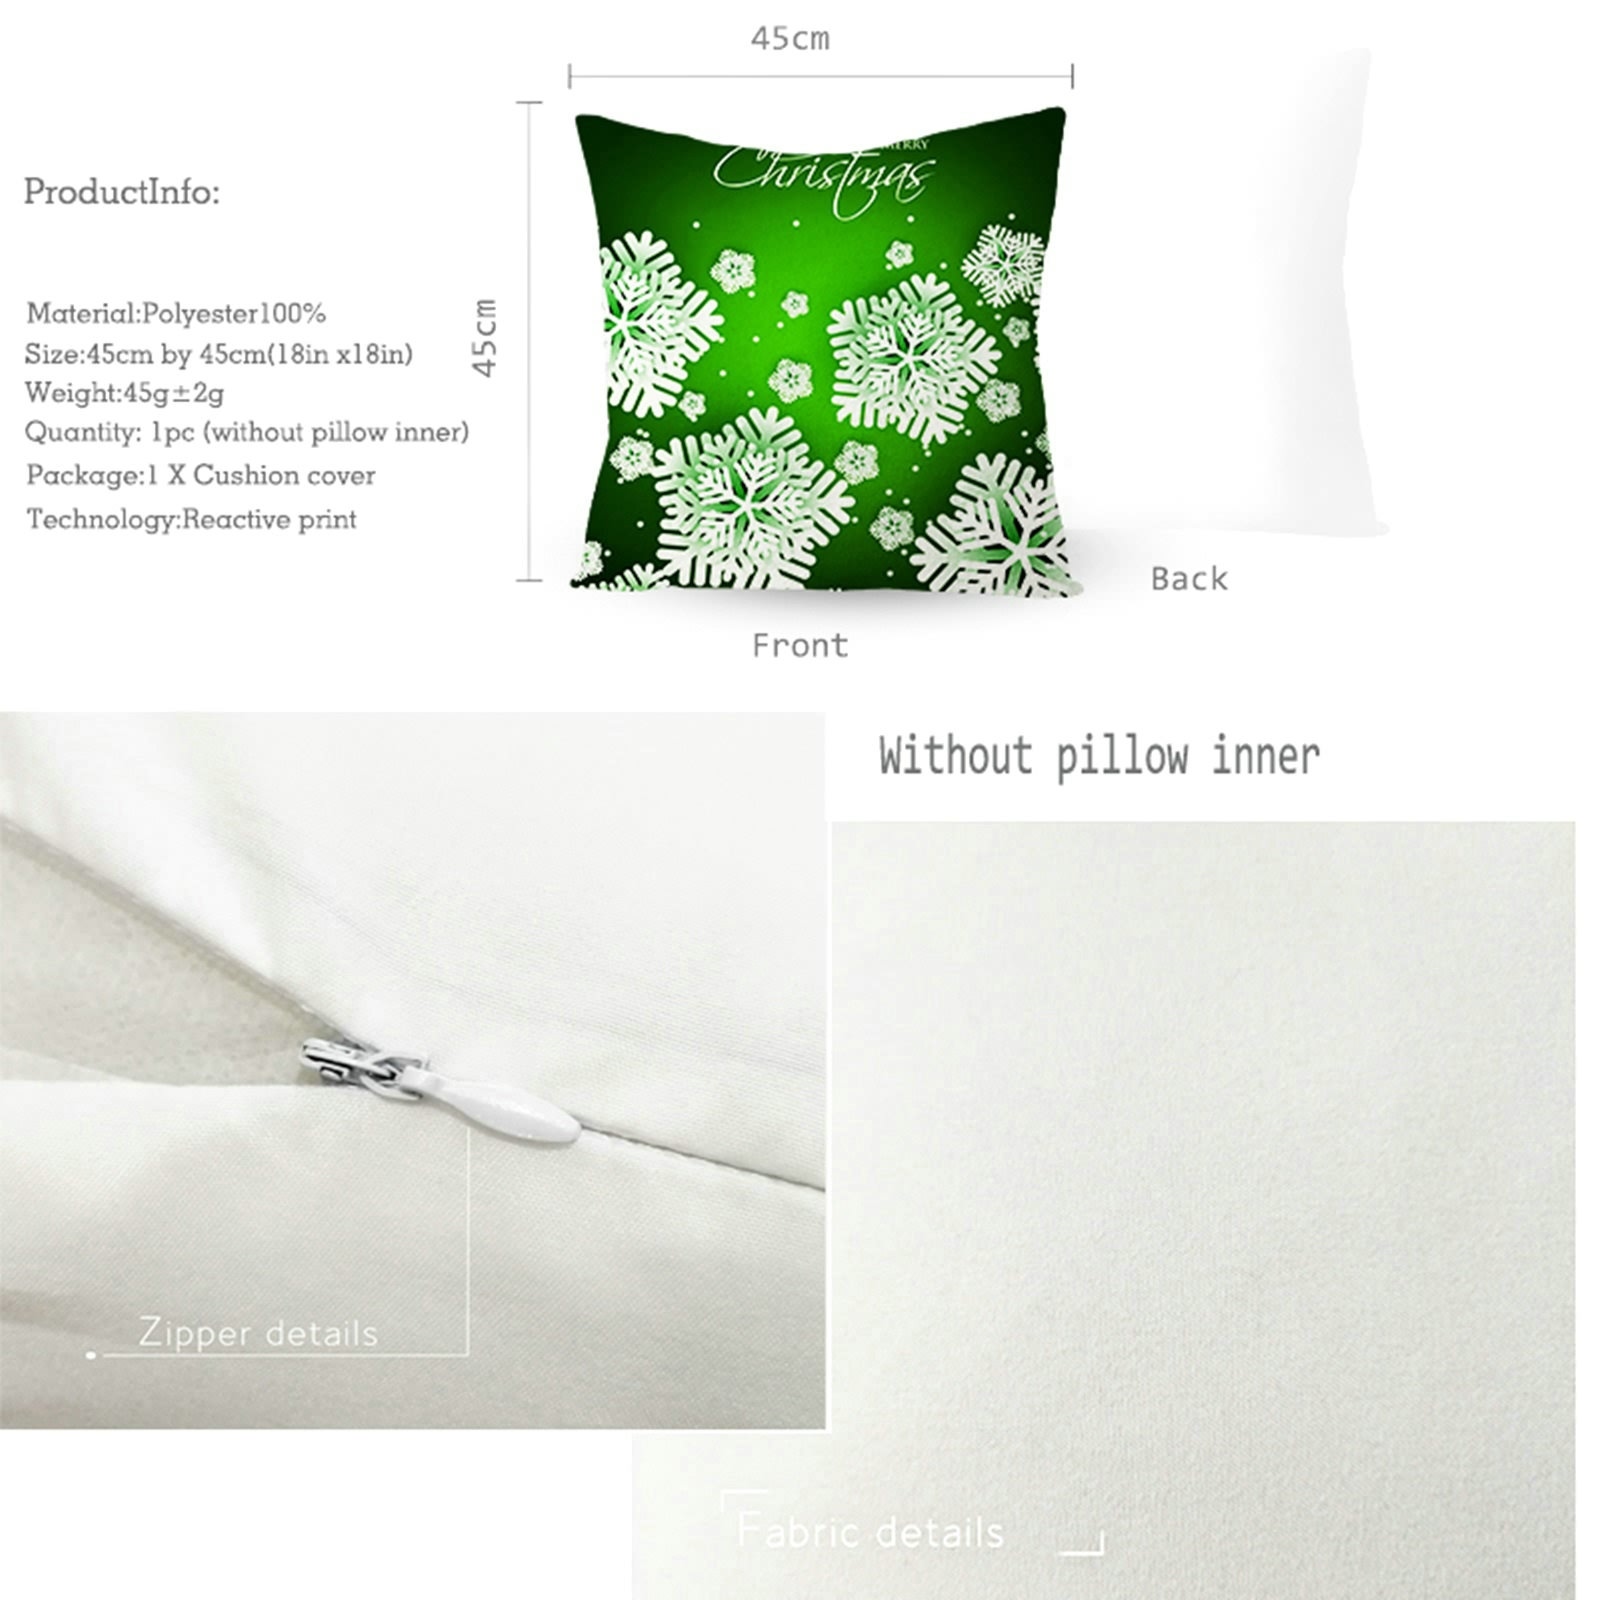 45cm
45cm
MERRY
Christmas
ProductInfo:
Material:Polyester100%
Size:45cm by 45cm(18in x18in)
Weight:45g±2g
Quantity: 1pc (without pillow inner)
Package:1 X Cushion cover
Technology:Reactive print
Back
Front
Without pillow inner
Zipper details
Fabric details